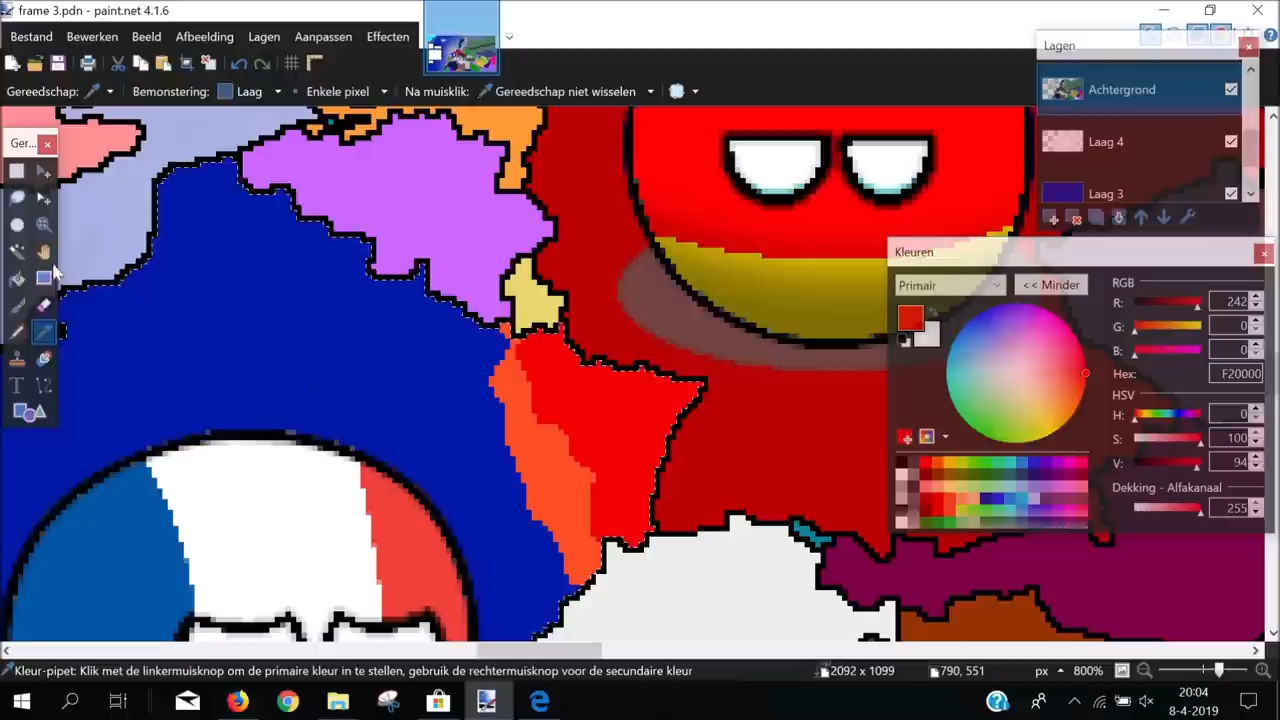 frame 3.pdn - paint.net 4.1.6
Bestand Bewerken Beeld Afbeelding Lagen Aanpassen Effecten
Gereedschap: Bemonstering: Laag Enkele pixel Na muisklik: Gereedschap niet wisselen
Lagen
Achtergrond
Laag 4
Laag 3
Ger...
Kleuren
Primair << Minder
RGB
R: 242
G: 0
B: 0
Hex: F20000
HSV
H: 0
S: 100
V: 94
Dekking - Alfakanaal
255
Kleur-pipet: Klik met de linkermuisknop om de primaire kleur in te stellen, gebruik de rechtermuisknop voor de secundaire kleur
2092 x 1099 790, 551 px 800%
20:04
8-4-2019